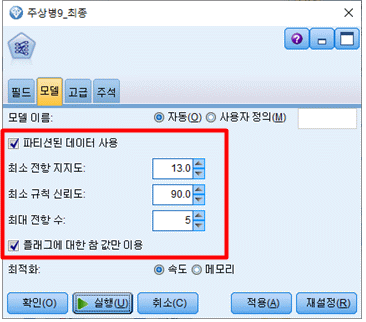 주상병9_최종
필드 모델 고급 주석
모델 이름: 자동(O) 사용자 정의(M)
파티션된 데이터 사용
최소 전항 지지도: 13.0
최소 규칙 신뢰도: 90.0
최대 전항 수: 5
플래그에 대한 참 값만 이용
최적화: 속도 메모리
확인(O) 실행(U) 취소(C) 적용(A) 재설정(R)